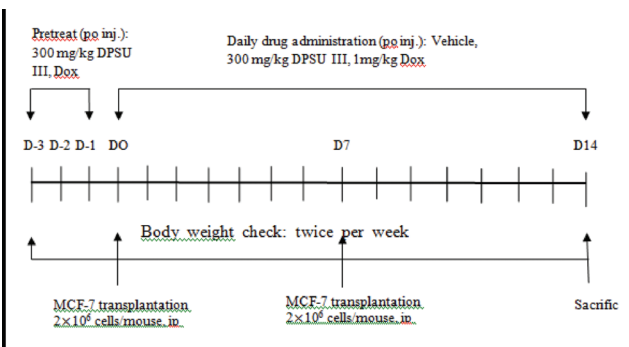 Pretreat (po inj.):
300 mg/kg DPSU
III, Dox
Daily drug administration (po inj.): Vehicle,
300 mg/kg DPSU III, 1mg/kg Dox
D-3 D-2 D-1 DO D7 D14
Body weight check: twice per week
MCF-7 transplantation
2×10⁶ cells/mouse, ip
MCF-7 transplantation
2×10⁶ cells/mouse, ip
Sacrific